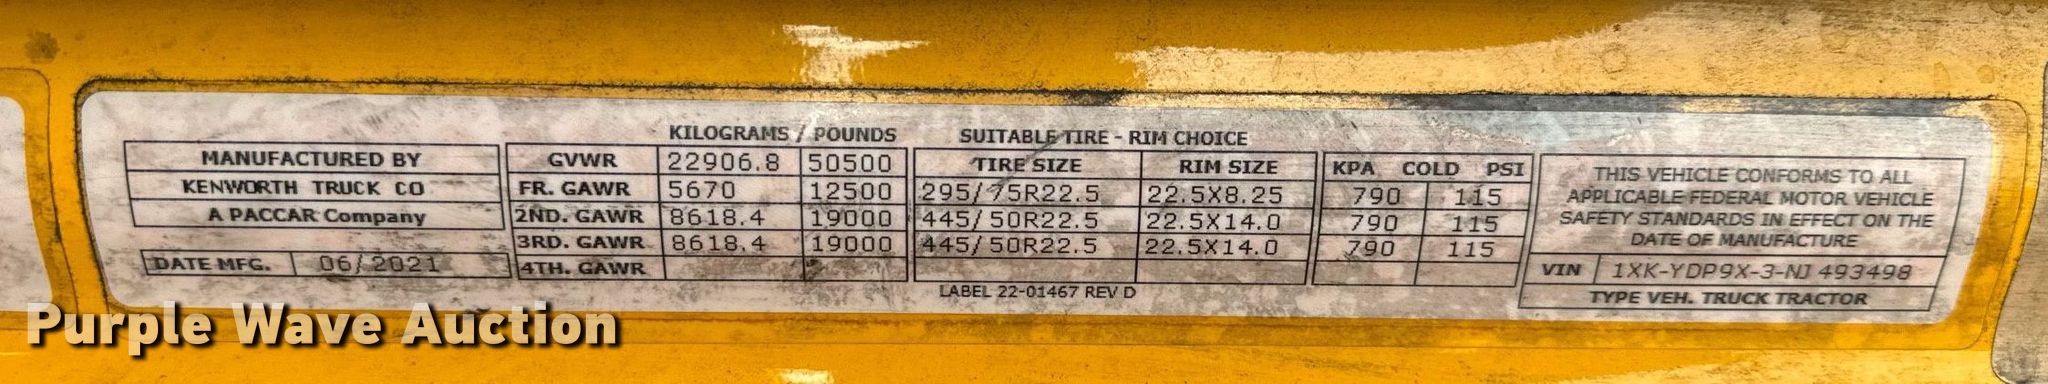 KILOGRAMS / POUNDS SUITABLE TIRE - RIM CHOICE
MANUFACTURED BY GVWR 22906.8 50500 TIRE SIZE RIM SIZE KPA COLD PSI
KENWORTH TRUCK CO FR. GAWR 5670 12500 295/75R22.5 22.5X8.25 790 115
A PACCAR Company 2ND. GAWR 8618.4 19000 445/50R22.5 22.5X14.0 790 115
3RD. GAWR 8618.4 19000 445/50R22.5 22.5X14.0 790 115
DATE MFG. 06/2021 4TH. GAWR
LABEL 22-01467 REV D
THIS VEHICLE CONFORMS TO ALL
APPLICABLE FEDERAL MOTOR VEHICLE
SAFETY STANDARDS IN EFFECT ON THE
DATE OF MANUFACTURE
VIN 1XK-YDP9X-3-NJ 493498
TYPE VEH. TRUCK TRACTOR
Purple Wave Auction